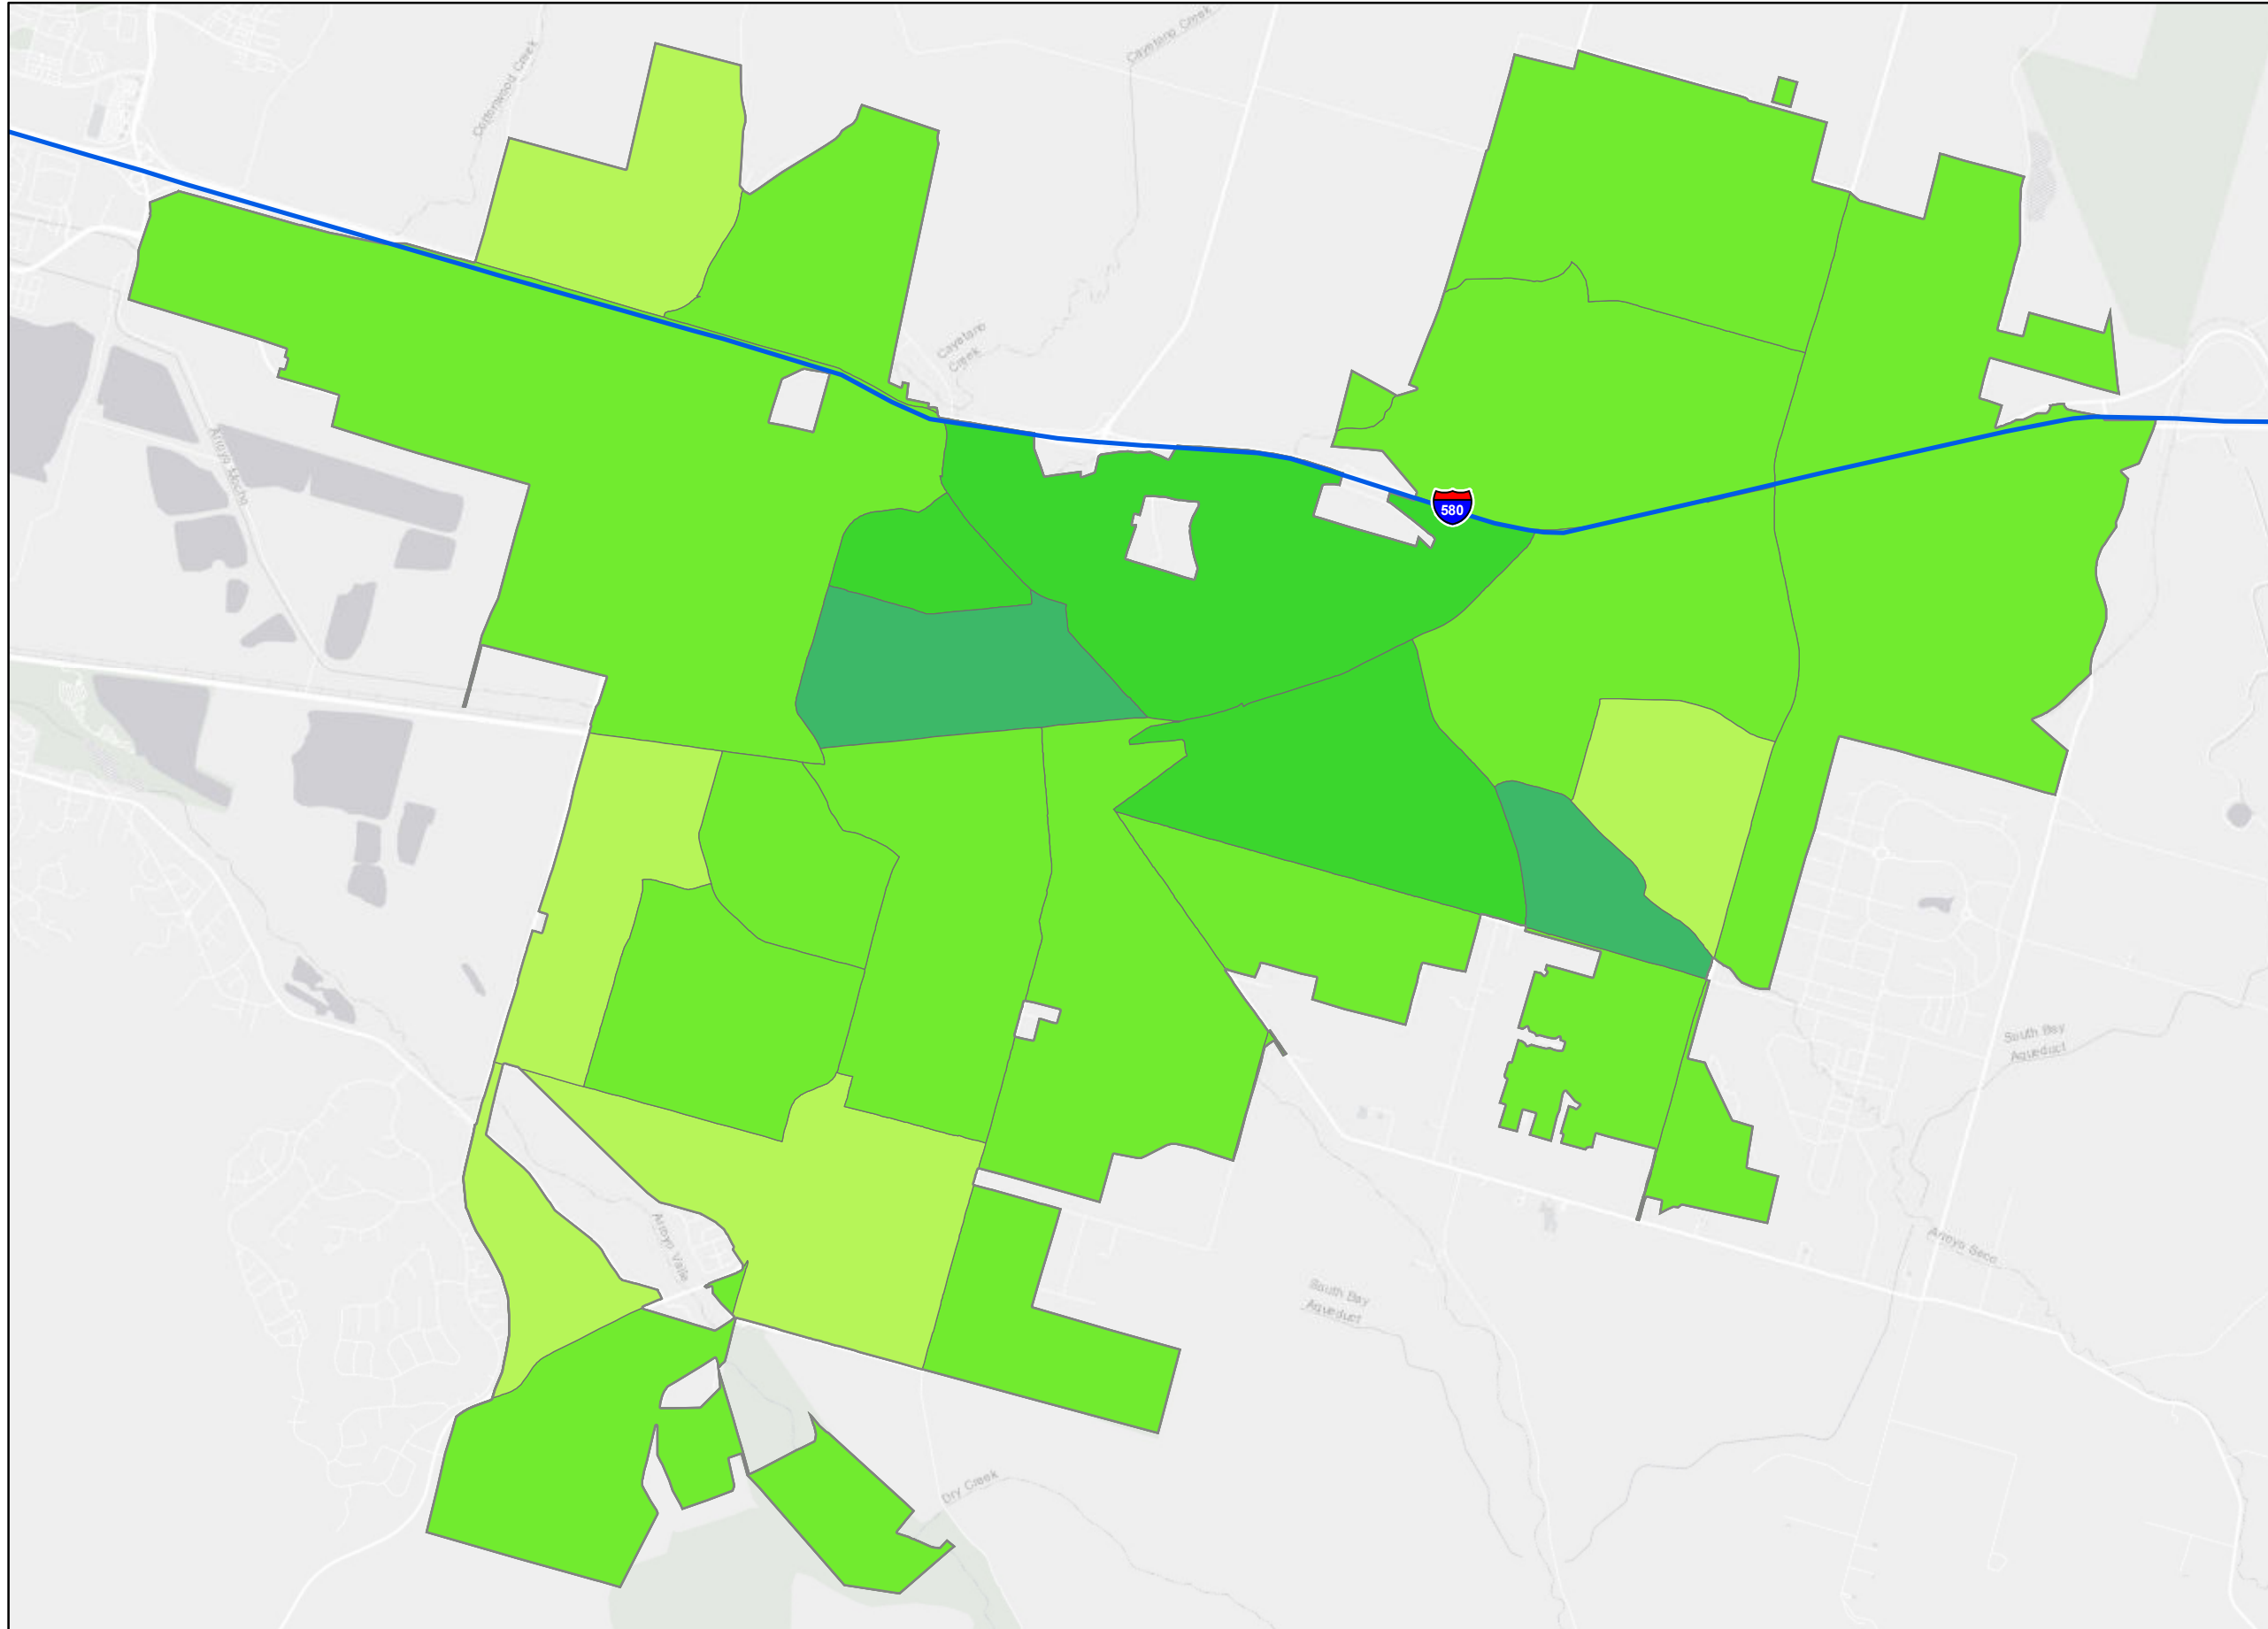 Cayetano Creek
Cottonwood Creek
Cayetano
Creek
Arroyo Mocho
580
South Bay
Aqueduct
Arroyo Valle
Arroyo Seco
South Bay
Aqueduct
Dry Creek